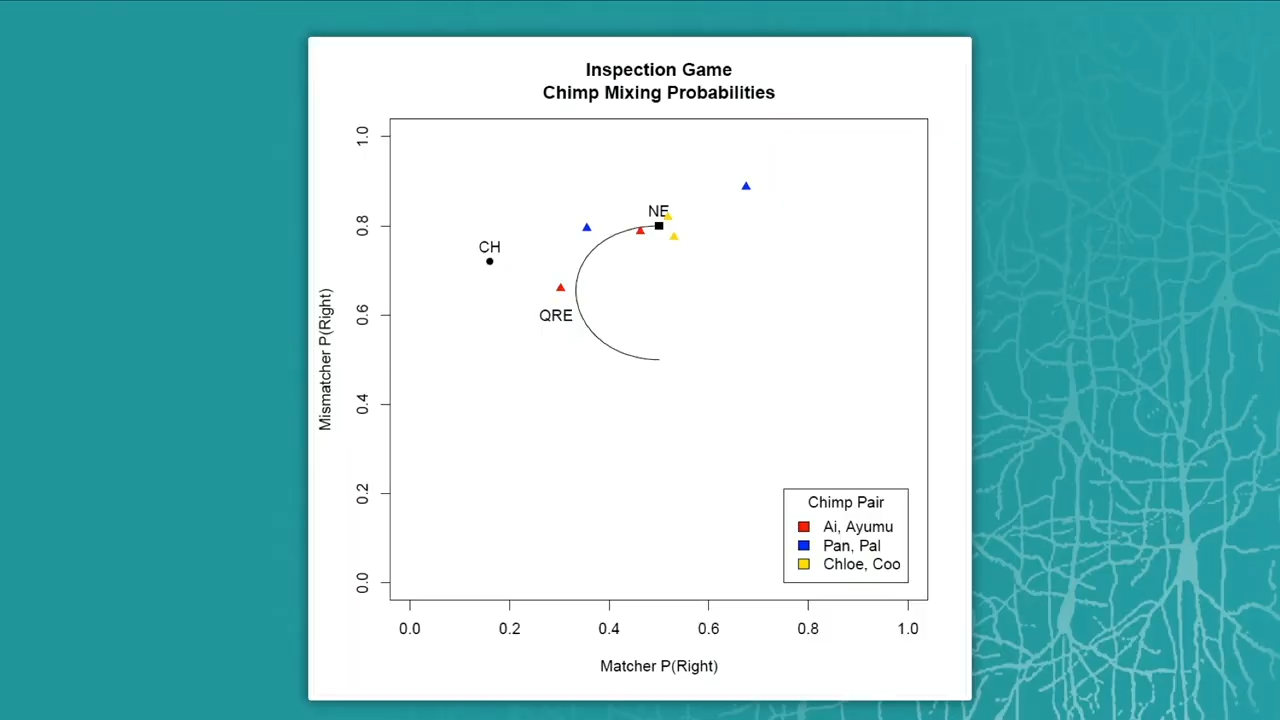 Inspection Game
Chimp Mixing Probabilities
1.0
0.8
0.6
0.4
0.2
0.0
Mismatcher P(Right)
NE
CH
QRE
Chimp Pair
Ai, Ayumu
Pan, Pal
Chloe, Coo
0.0 0.2 0.4 0.6 0.8 1.0
Matcher P(Right)